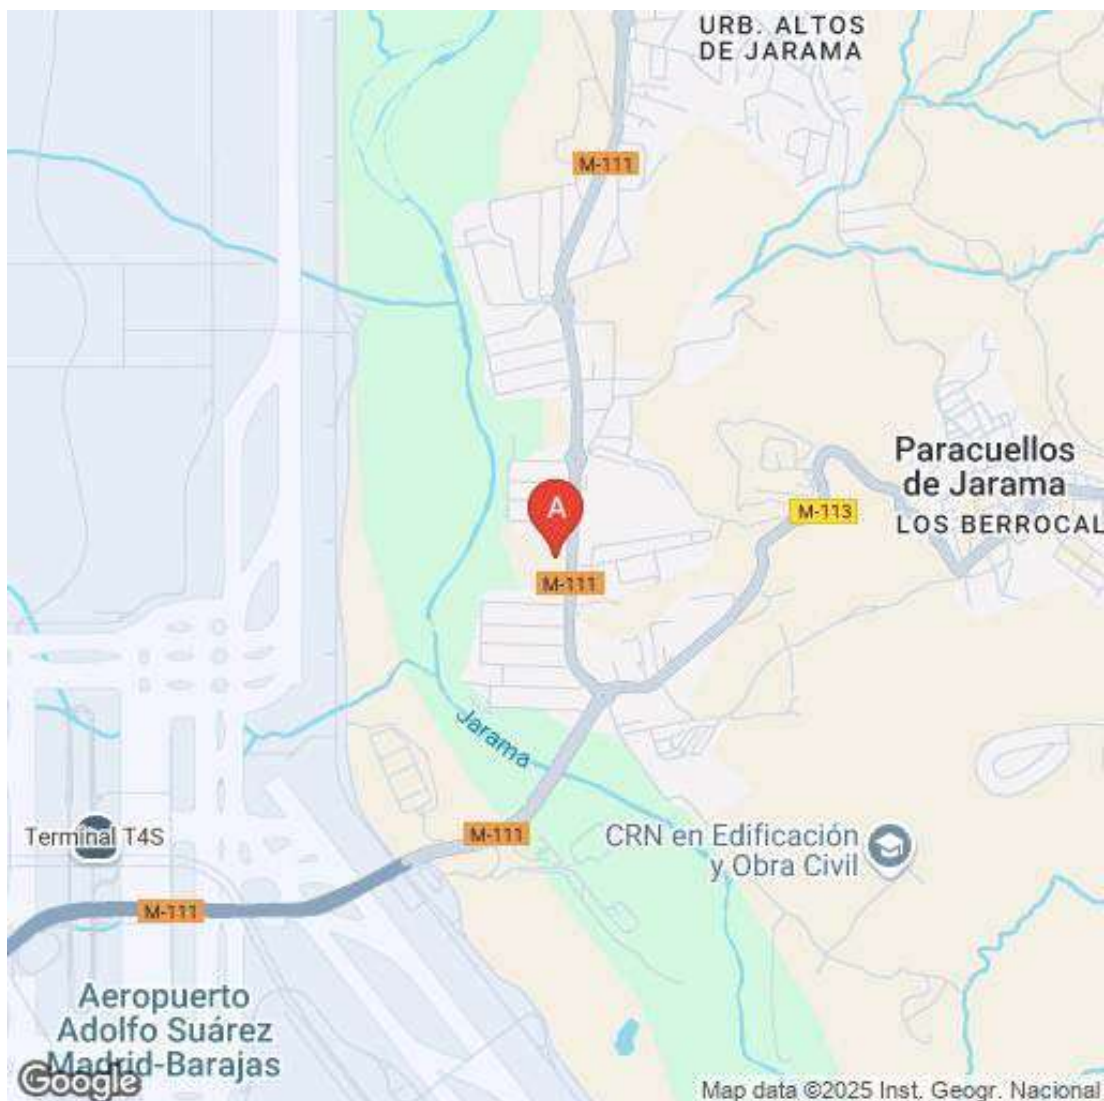 URB. ALTOS
DE JARAMA
M-111
Paracuellos
de Jarama
LOS BERROCAL
M-113
A
M-111
Jarama
Terminal T4S
M-111
CRN en Edificación
y Obra Civil
M-111
Aeropuerto
Adolfo Suárez
Madrid-Barajas
Google
Map data ©2025 Inst. Geogr. Nacional